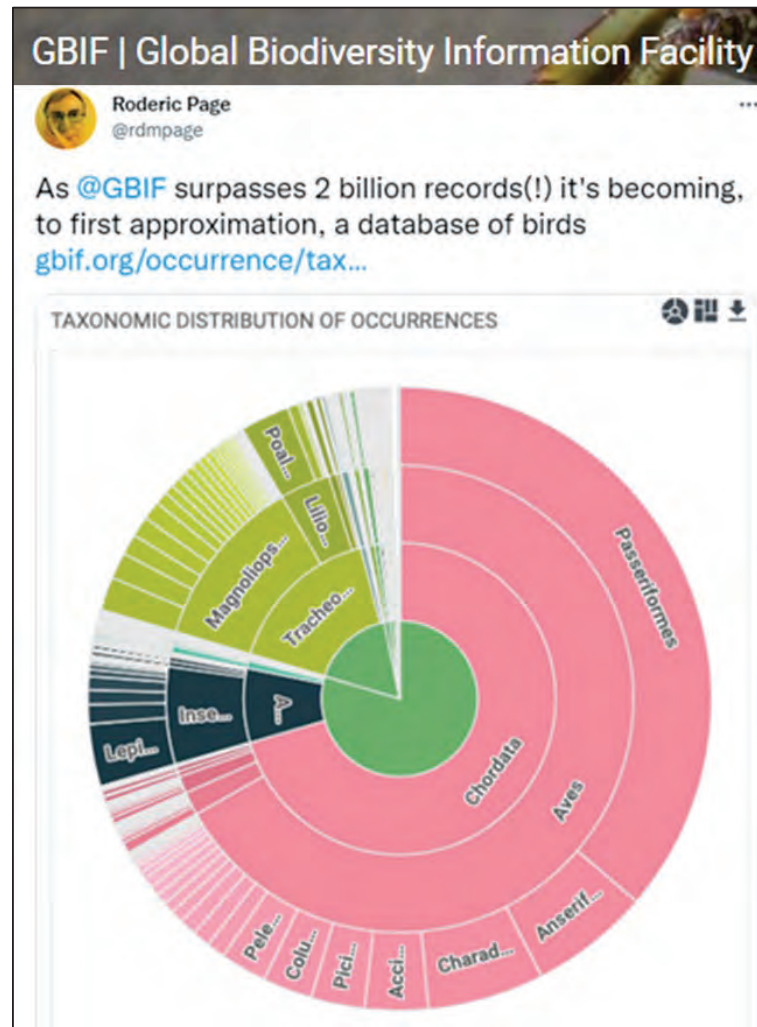 GBIF | Global Biodiversity Information Facility
Roderic Page
@rdmpage
As @GBIF surpasses 2 billion records(!) it's becoming,
to first approximation, a database of birds
gbif.org/occurrence/tax...
TAXONOMIC DISTRIBUTION OF OCCURRENCES
Poal...
Lilio...
Magnoliops...
Tracheo...
Passeriformes
A...
Inse...
Lepi...
Chordata
Aves
Anserif...
Charad...
Acci...
Pici...
Colu...
Pele...